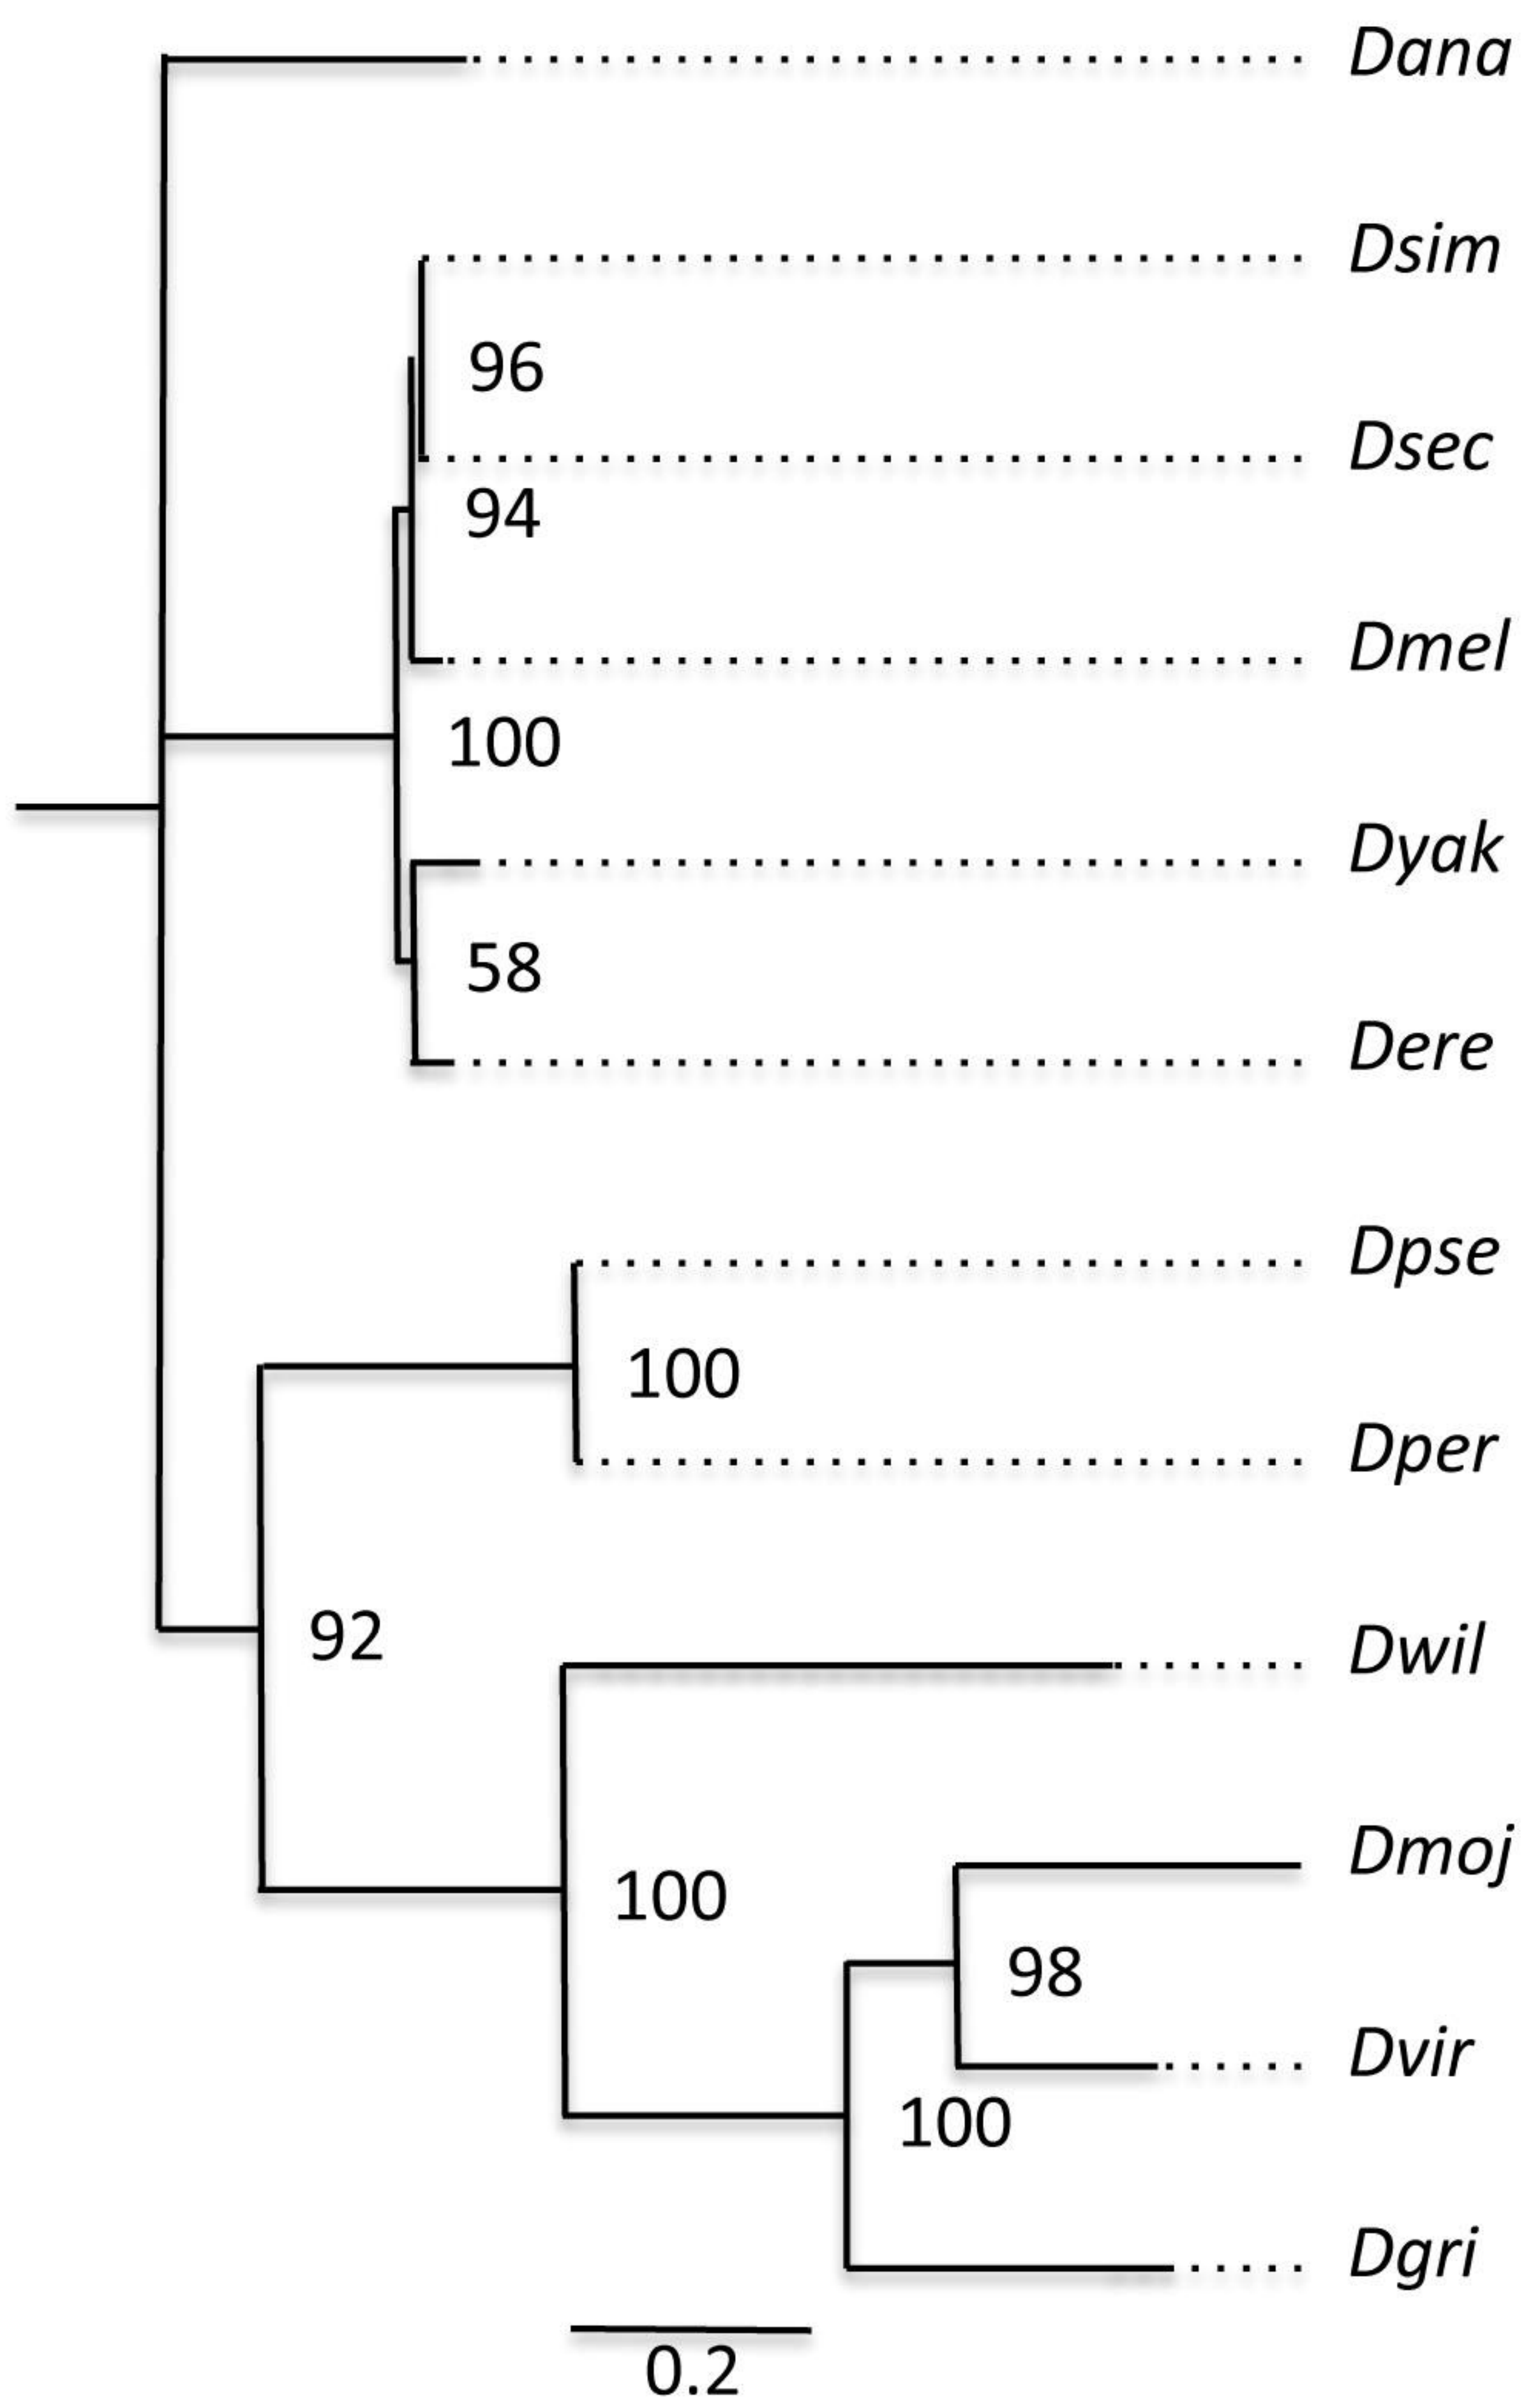 Dana
Dsim
96
Dsec
94
Dmel
100
Dyak
58
Dere
Dpse
100
Dper
92
Dwil
Dmoj
100
98
Dvir
100
Dgri
0.2